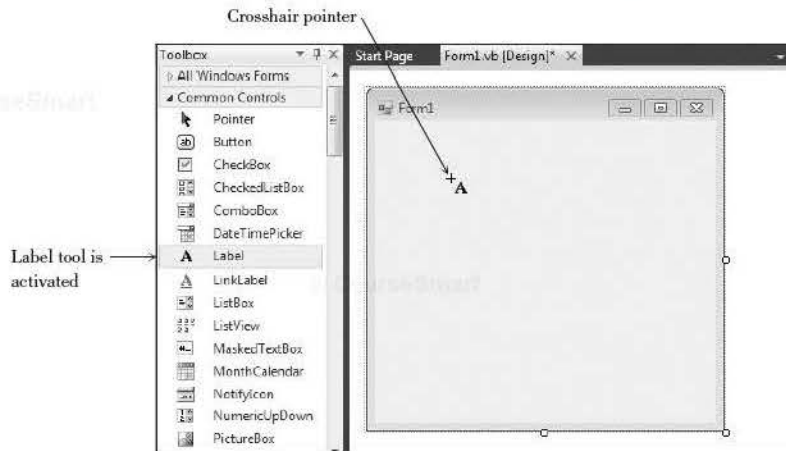 Crosshair pointer
Toolbox
Start Page
Form1.vb [Design]*
All Windows Forms
Common Controls
Form1
Pointer
ab Button
CheckBox
CheckedListBox
ComboBox
DateTimePicker
A
Label tool is
activated
A Label
A LinkLabel
ListBox
ListView
MaskedTextBox
MonthCalendar
NotifyIcon
NumericUpDown
PictureBox